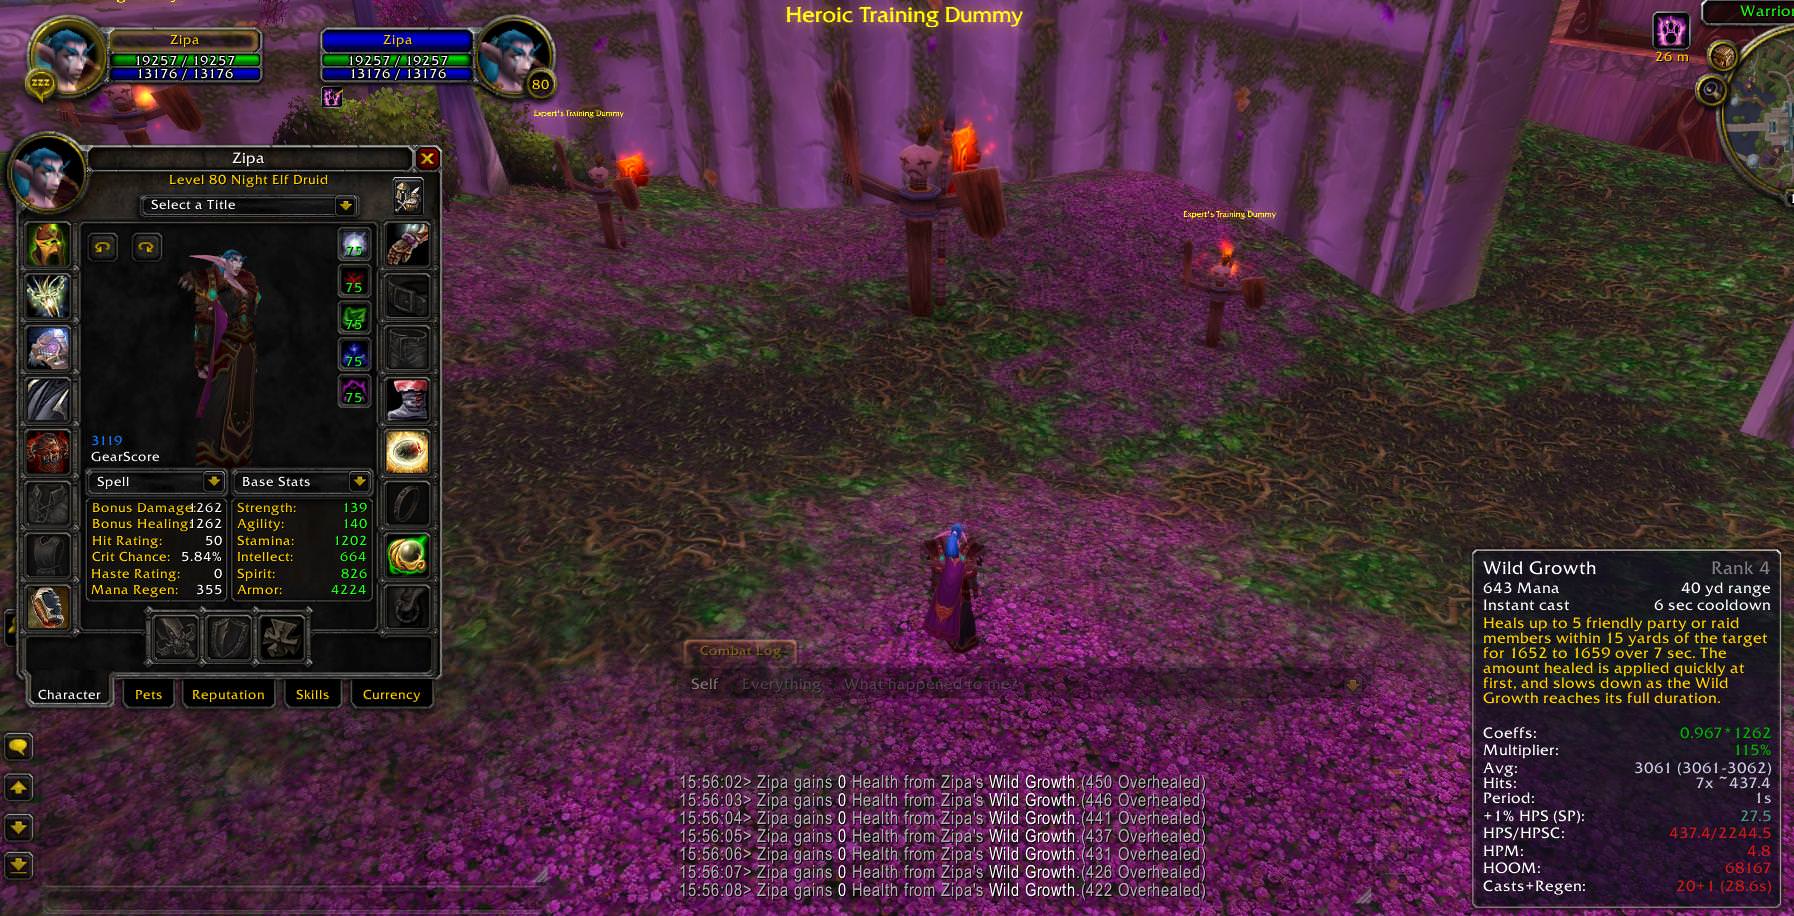 Heroic Training Dummy
Warrior
26 m
Zipa
19257 / 19257
13176 / 13176
zzz
Zipa
19257 / 19257
13176 / 13176
80
Expert's Training Dummy
Expert's Training Dummy
Zipa
Level 80 Night Elf Druid
Select a Title
75
75
75
75
75
3119
GearScore
Spell
Base Stats
Bonus Damage: 1262
Bonus Healing: 1262
Hit Rating: 50
Crit Chance: 5.84%
Haste Rating: 0
Mana Regen: 355
Strength: 139
Agility: 140
Stamina: 1202
Intellect: 664
Spirit: 826
Armor: 4224
Character
Pets
Reputation
Skills
Currency
Combat Log
Self Everything What happened to me?
15:56:02> Zipa gains 0 Health from Zipa's Wild Growth.(450 Overhealed)
15:56:03> Zipa gains 0 Health from Zipa's Wild Growth.(446 Overhealed)
15:56:04> Zipa gains 0 Health from Zipa's Wild Growth.(441 Overhealed)
15:56:05> Zipa gains 0 Health from Zipa's Wild Growth.(437 Overhealed)
15:56:06> Zipa gains 0 Health from Zipa's Wild Growth.(431 Overhealed)
15:56:07> Zipa gains 0 Health from Zipa's Wild Growth.(426 Overhealed)
15:56:08> Zipa gains 0 Health from Zipa's Wild Growth.(422 Overhealed)
Wild Growth Rank 4
643 Mana 40 yd range
Instant cast 6 sec cooldown
Heals up to 5 friendly party or raid
members within 15 yards of the target
for 1652 to 1659 over 7 sec. The
amount healed is applied quickly at
first, and slows down as the Wild
Growth reaches its full duration.
Coeffs: 0.967*1262
Multiplier: 115%
Avg: 3061 (3061-3062)
Hits: 7x ~437.4
Period: 1s
+1% HPS (SP): 27.5
HPS/HPSC: 437.4/2244.5
HPM: 4.8
HOOM: 68167
Casts+Regen: 20+1 (28.6s)